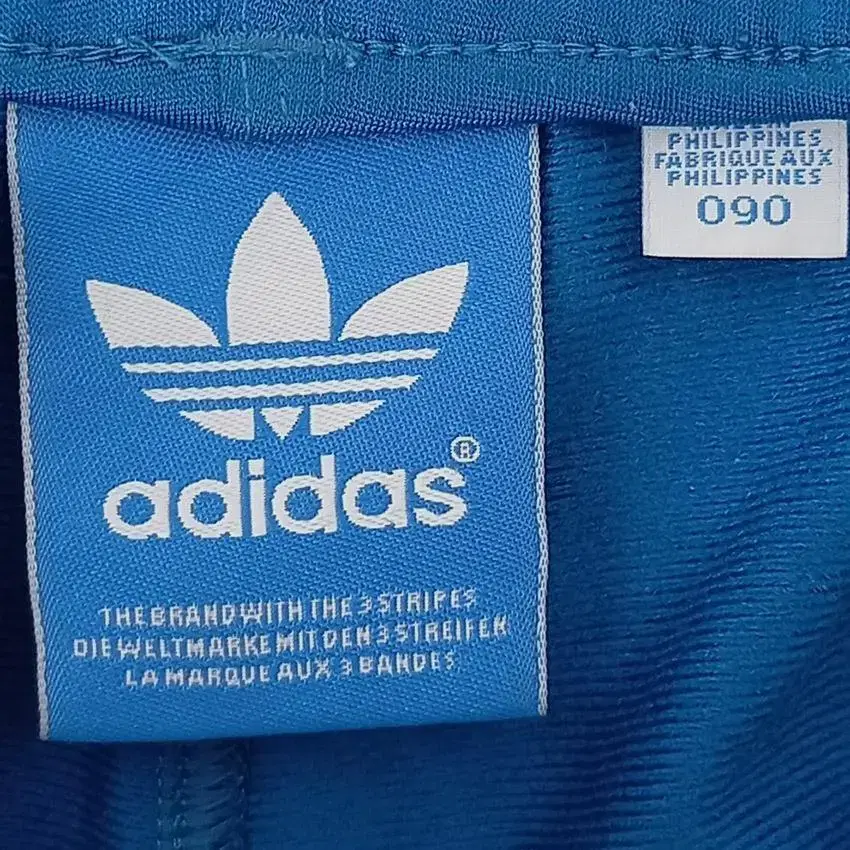 adidas®
THE BRAND WITH THE 3 STRIPES
DIE WELTMARKE MIT DEN 3 STREIFEN
LA MARQUE AUX 3 BANDES
PHILIPPINES
FABRIQUE AUX
PHILIPPINES
090